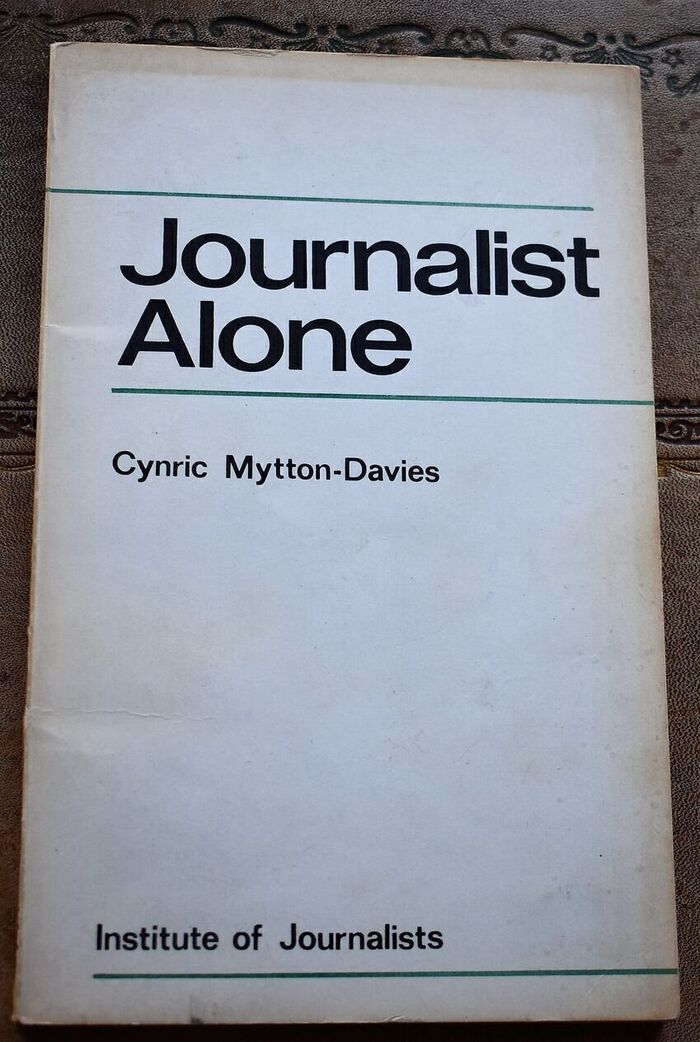 Journalist
Alone
Cynric Mytton-Davies
Institute of Journalists